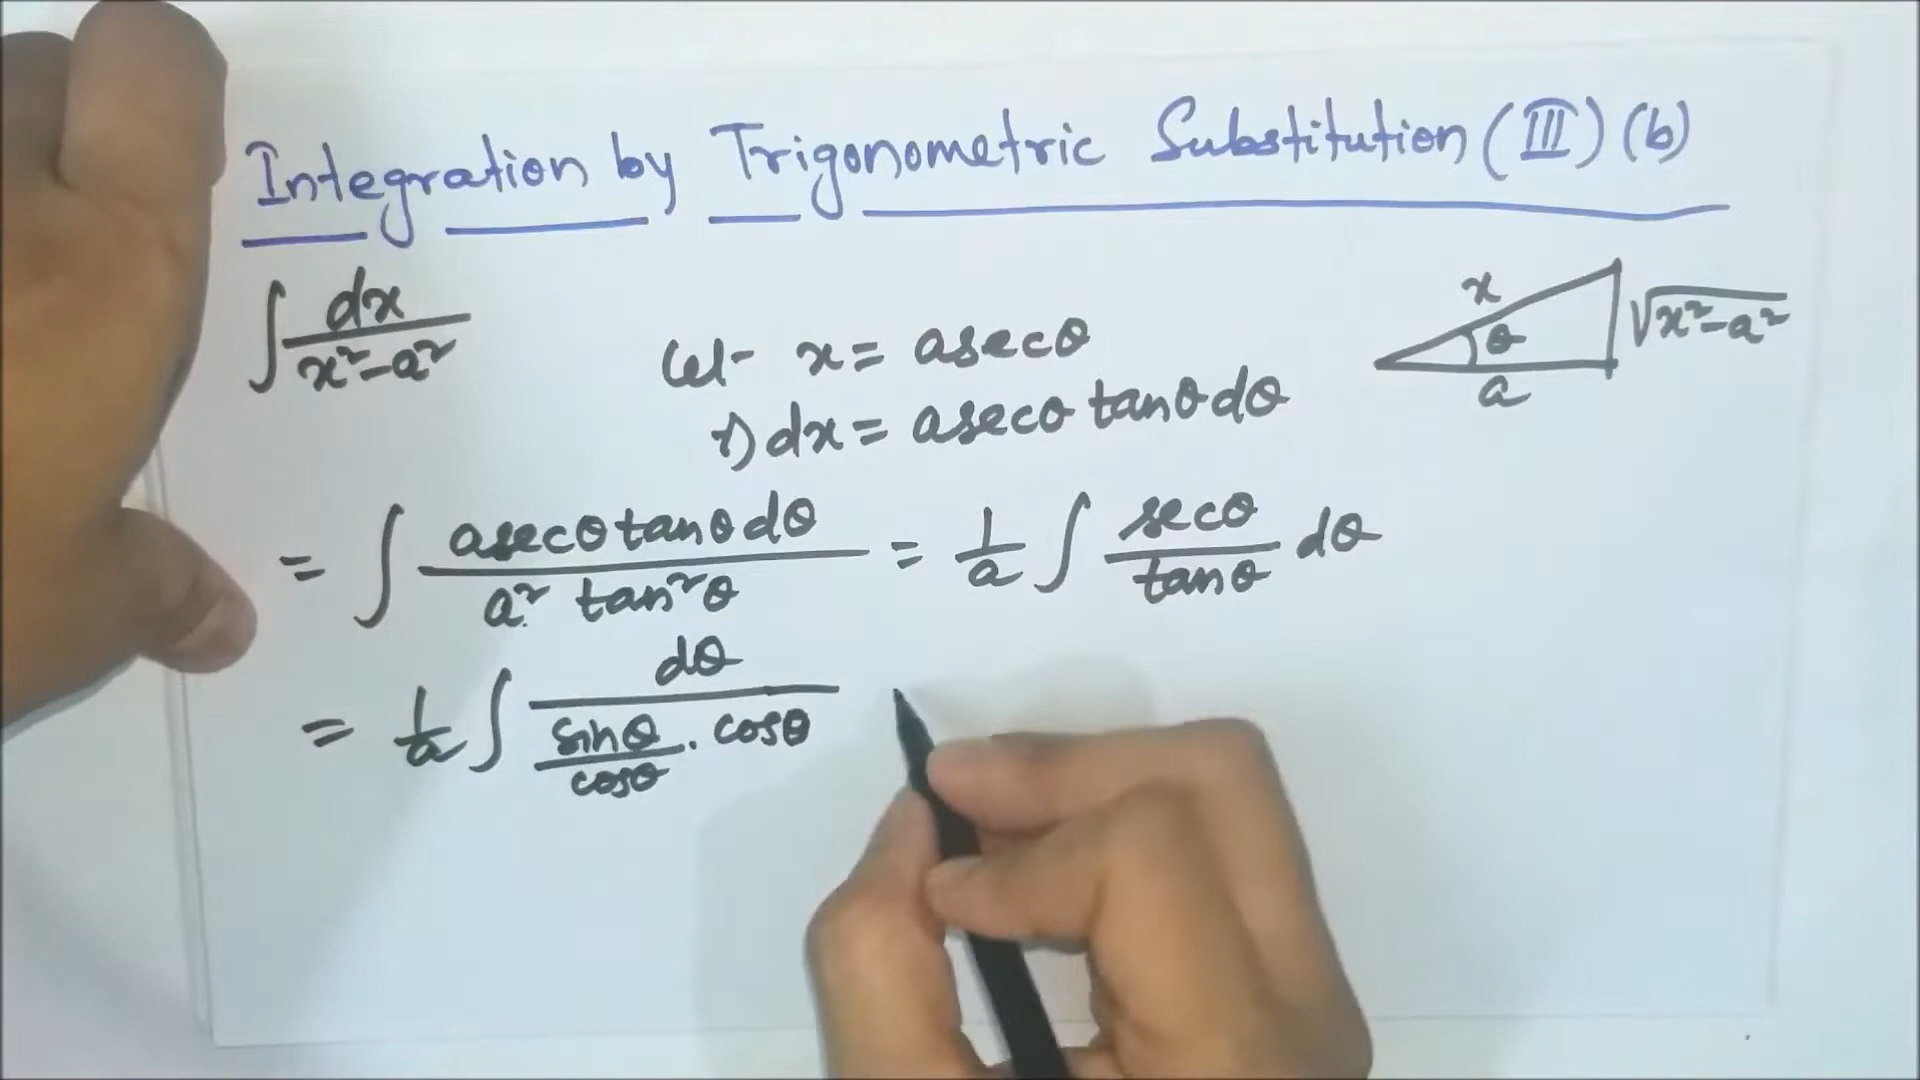 Integration by Trigonometric Substitution (III) (b)
∫ dx / (x² - a²)
Let x = a secθ
⇒ dx = a secθ tanθ dθ
x
θ
a
√(x² - a²)
= ∫ (a secθ tanθ dθ) / (a² tan²θ) = 1/a ∫ (secθ / tanθ) dθ
= 1/a ∫ dθ / ((sinθ / cosθ) . cosθ)